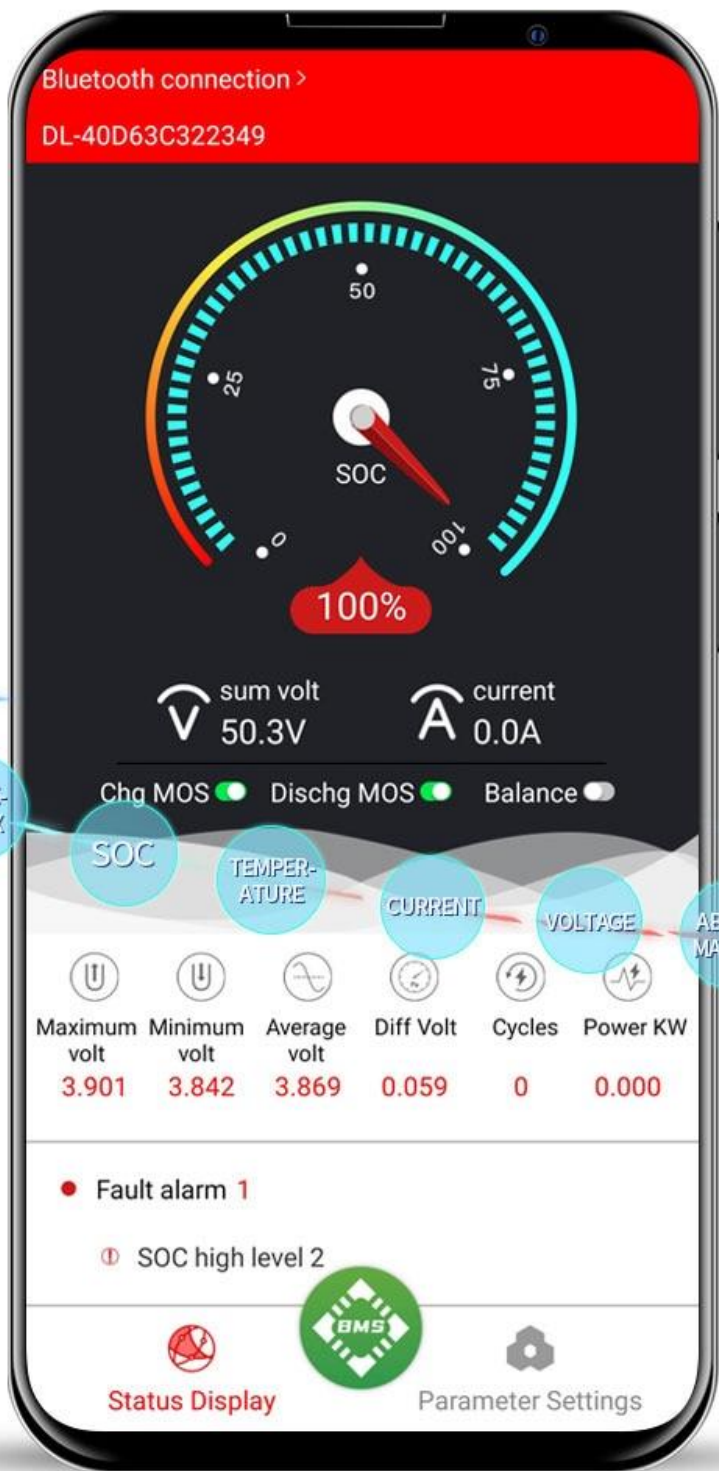 Bluetooth connection >
DL-40D63C322349
50
25
75
SOC
0
100
100%
sum volt
50.3V
current
0.0A
Chg MOS
Dischg MOS
Balance
SOC
TEMPER-
ATURE
CURRENT
VOLTAGE
Maximum
volt
Minimum
volt
Average
volt
Diff Volt
Cycles
Power KW
3.901
3.842
3.869
0.059
0
0.000
Fault alarm 1
SOC high level 2
BMS
Status Display
Parameter Settings